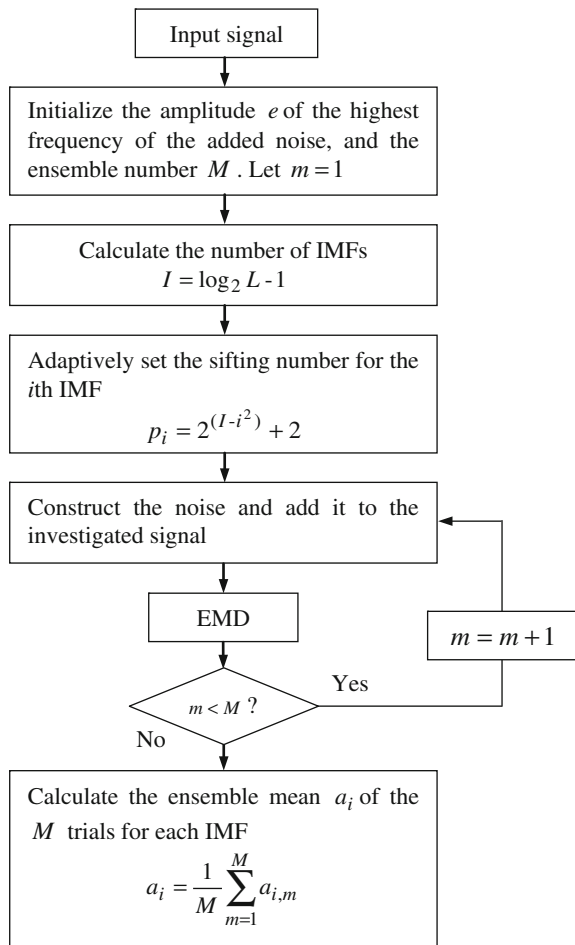 Input signal
Initialize the amplitude e of the highest
frequency of the added noise, and the
ensemble number M . Let m = 1
Calculate the number of IMFs
I = log₂ L - 1
Adaptively set the sifting number for the
ith IMF
pᵢ = 2^(I-i²) + 2
Construct the noise and add it to the
investigated signal
EMD
m = m + 1
m < M ?
Yes
No
Calculate the ensemble mean aᵢ of the
M trials for each IMF
aᵢ = 1/M ∑_{m=1}^{M} a_{i,m}